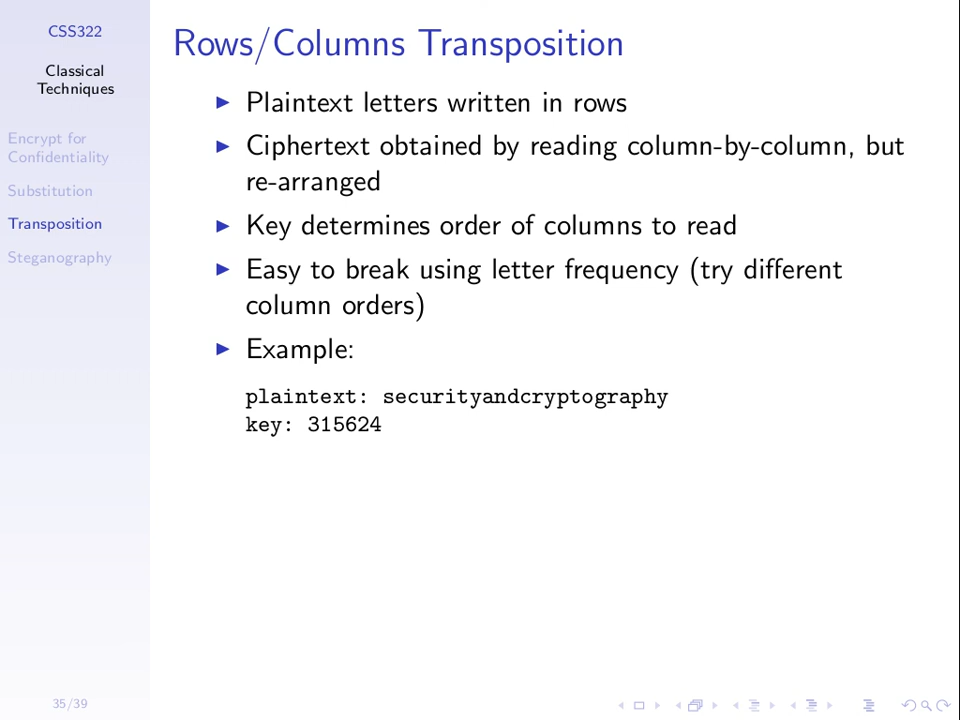 CSS322
Classical
Techniques
Encrypt for
Confidentiality
Substitution
Transposition
Steganography
35/39
Rows/Columns Transposition
Plaintext letters written in rows
Ciphertext obtained by reading column-by-column, but
re-arranged
Key determines order of columns to read
Easy to break using letter frequency (try different
column orders)
Example:
plaintext: securityandcryptography
key: 315624